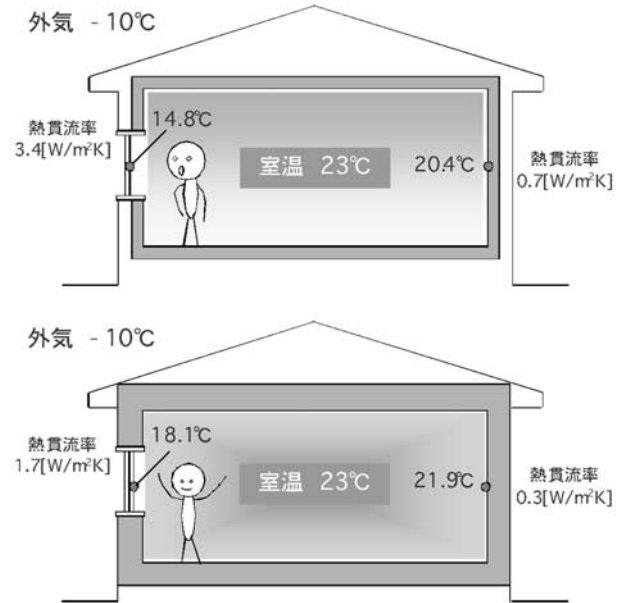 外気 - 10℃
熱貫流率
3.4[W/m²K]
14.8℃
室温 23℃
20.4℃
熱貫流率
0.7[W/m²K]
外気 - 10℃
熱貫流率
1.7[W/m²K]
18.1℃
室温 23℃
21.9℃
熱貫流率
0.3[W/m²K]